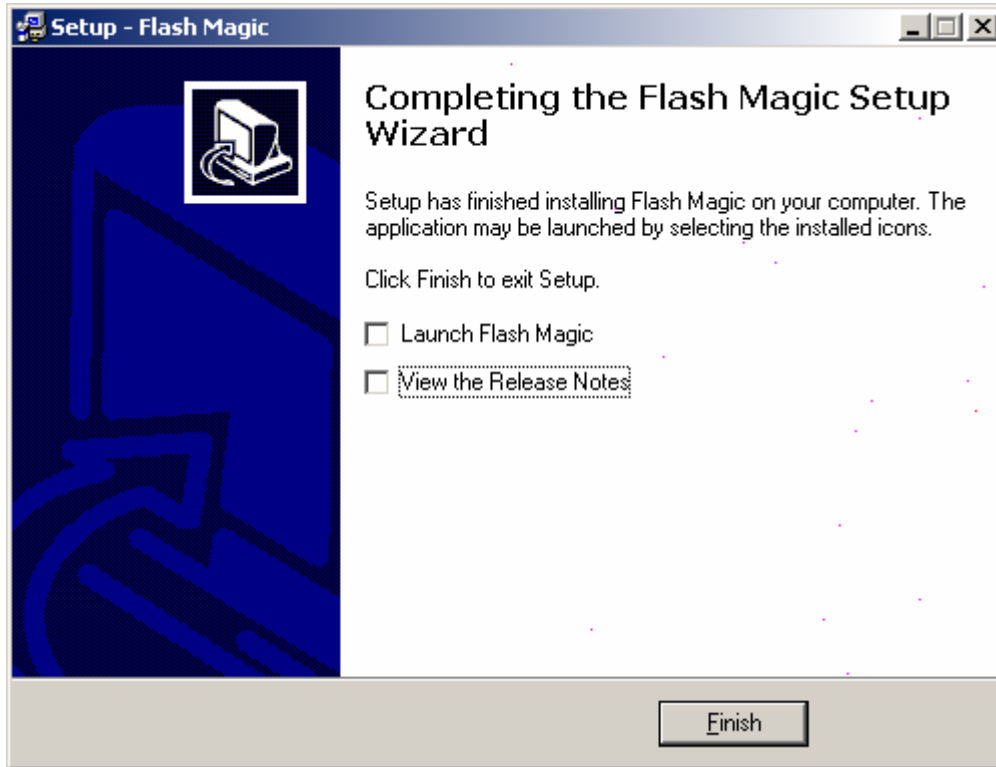 Setup - Flash Magic
Completing the Flash Magic Setup
Wizard
Setup has finished installing Flash Magic on your computer. The
application may be launched by selecting the installed icons.
Click Finish to exit Setup.
Launch Flash Magic
View the Release Notes
Finish